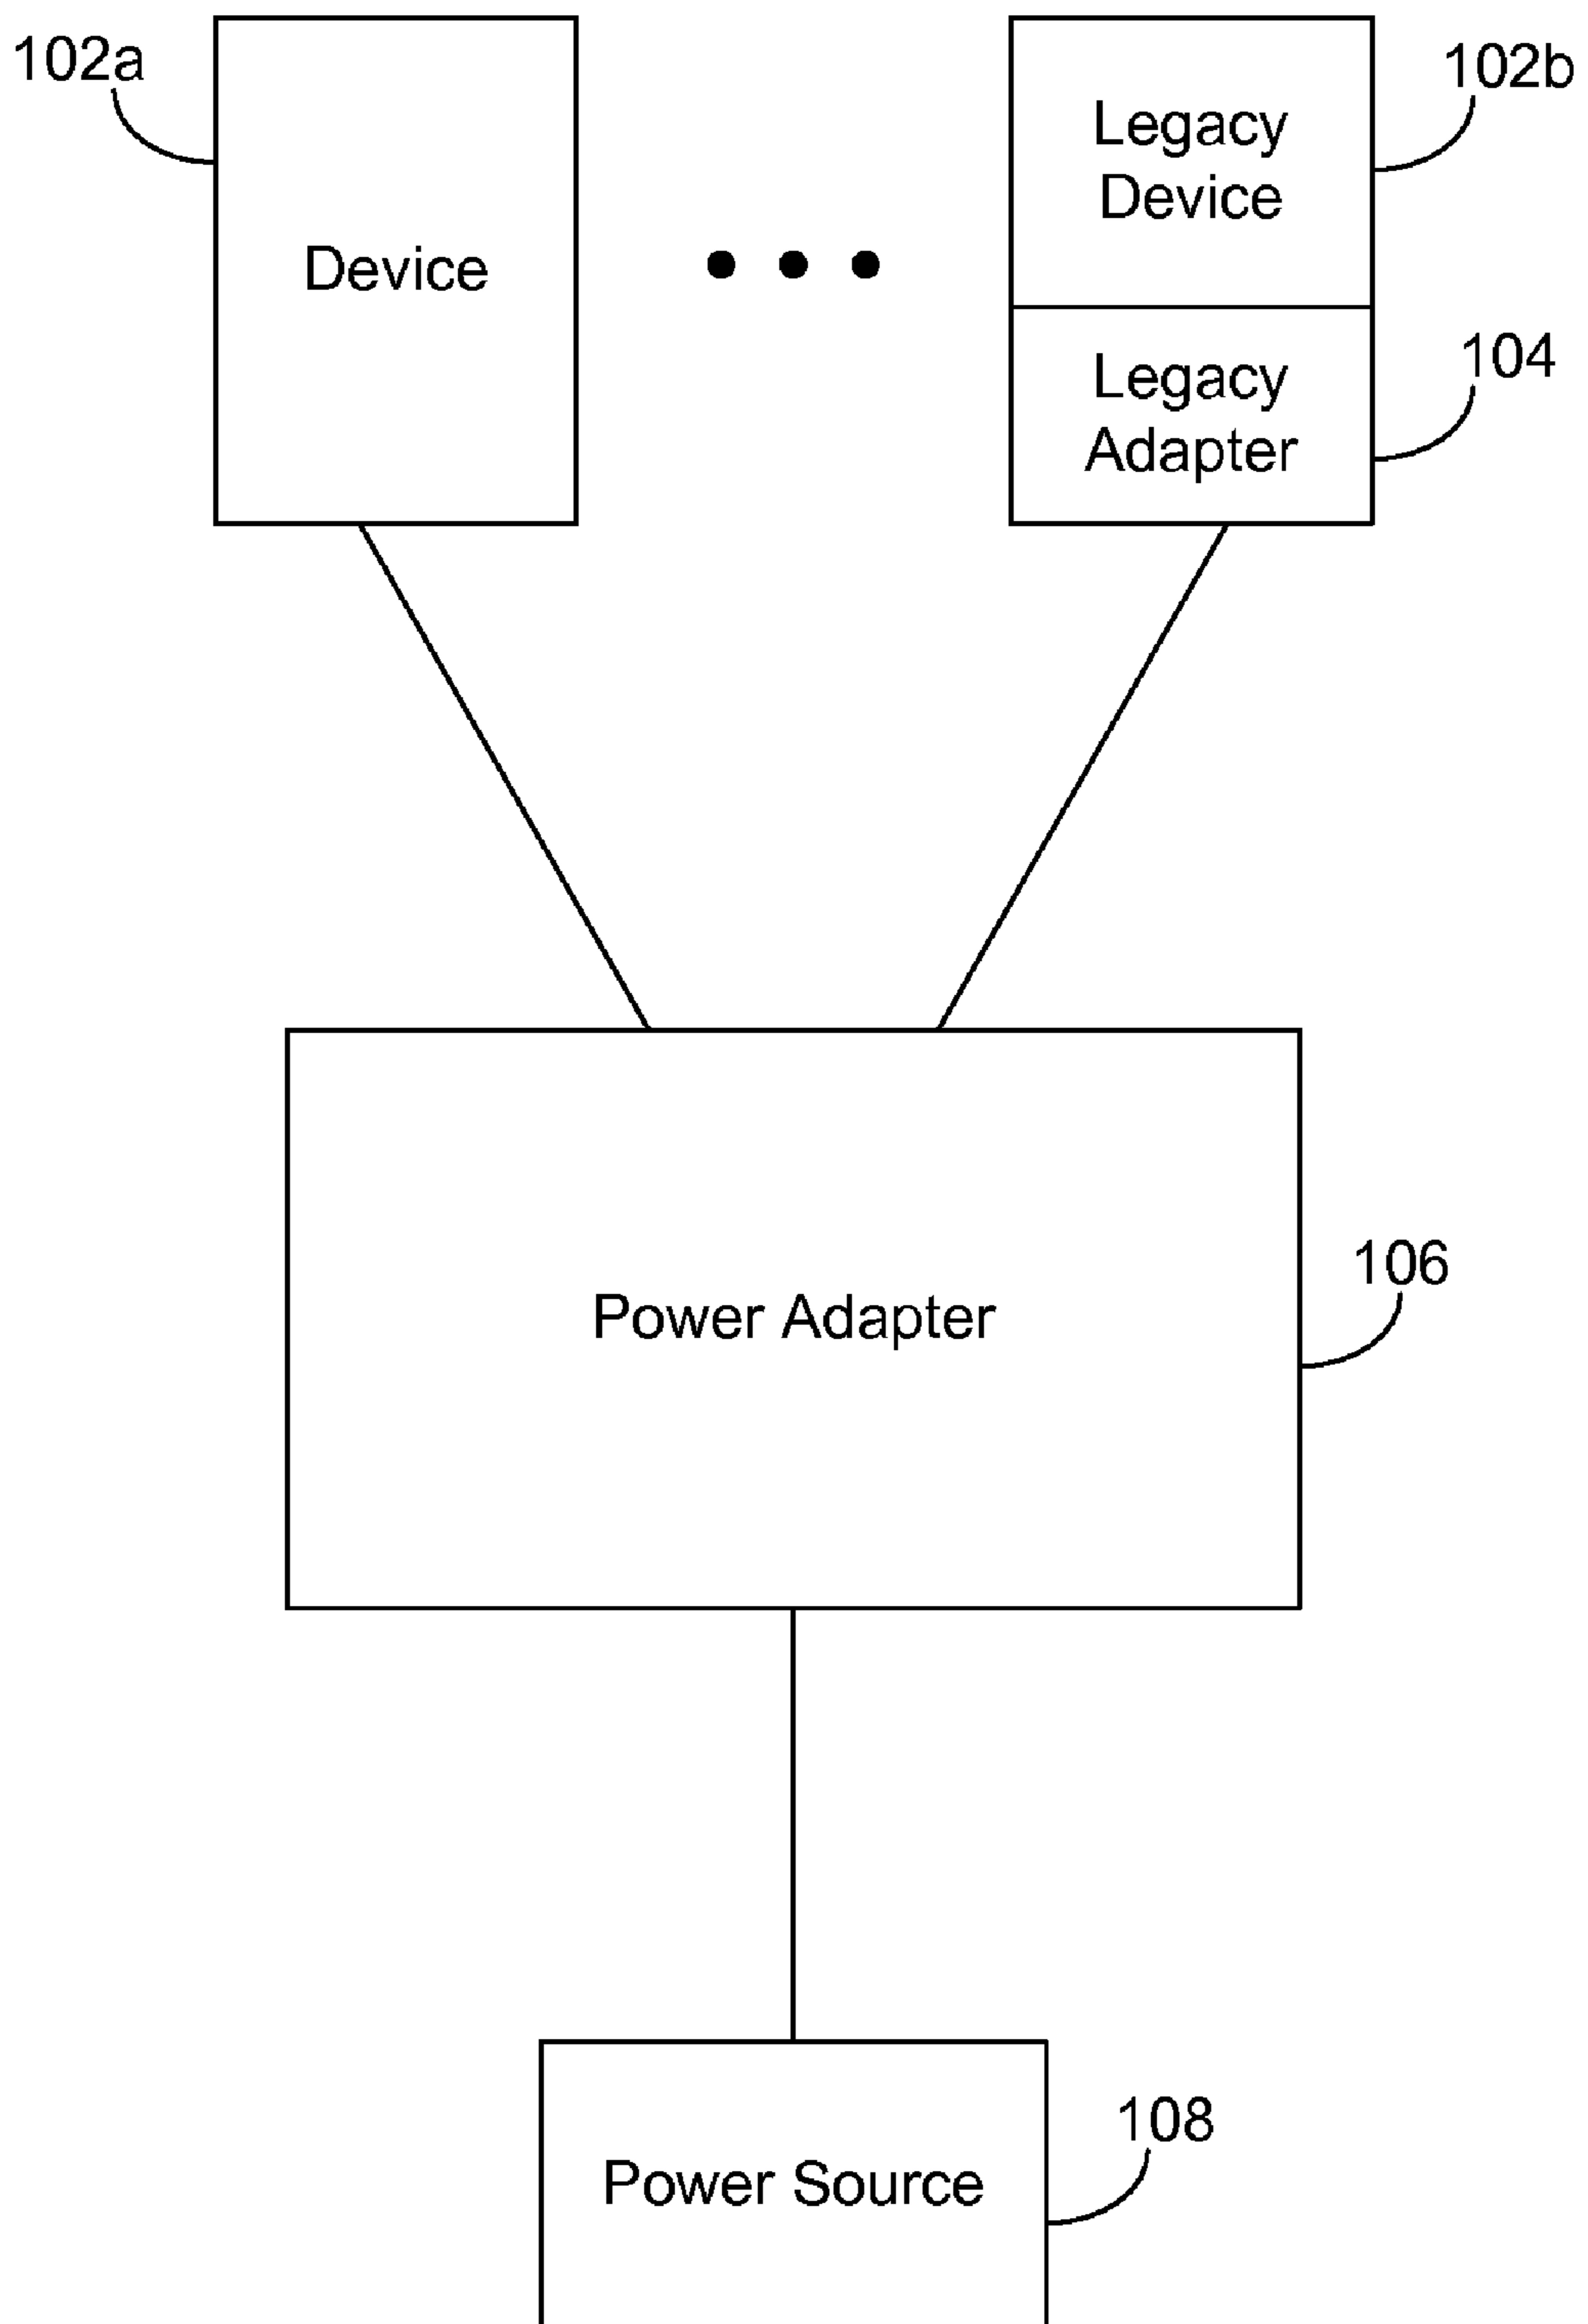 102a
102b
Legacy
Device
Device
Legacy
Adapter
104
Power Adapter
106
Power Source
108